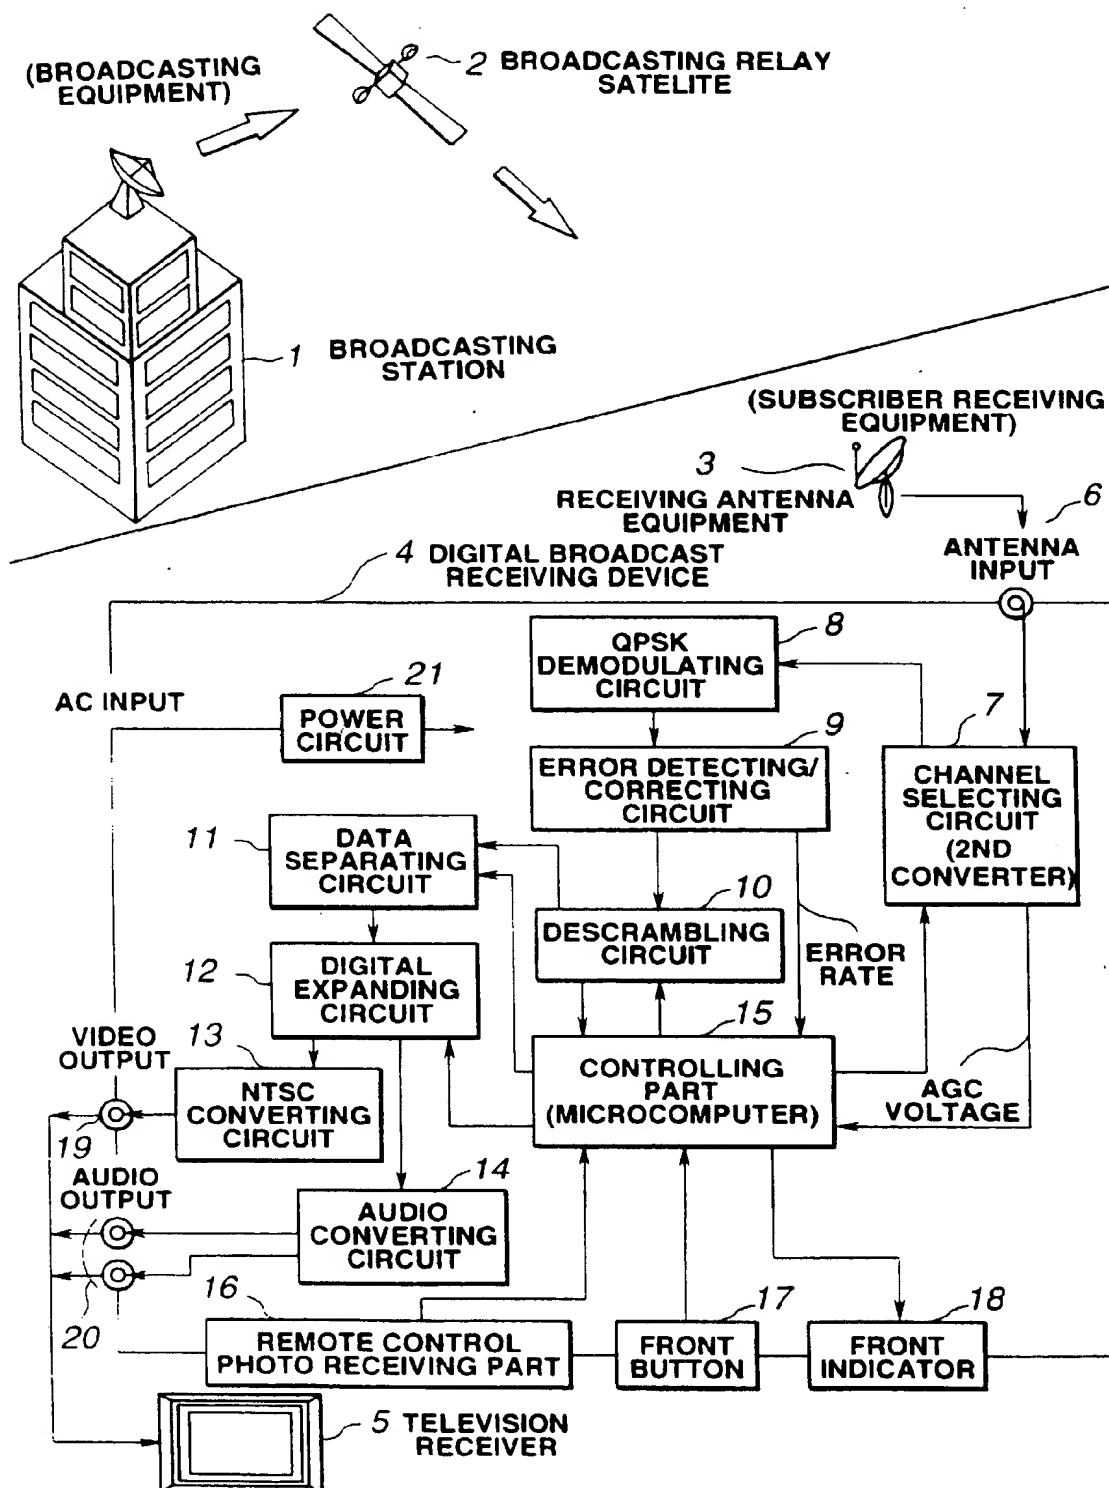 (BROADCASTING
EQUIPMENT)
2 BROADCASTING RELAY
SATELITE
1 BROADCASTING
STATION
(SUBSCRIBER RECEIVING
EQUIPMENT)
3
RECEIVING ANTENNA
EQUIPMENT
6
ANTENNA
INPUT
4 DIGITAL BROADCAST
RECEIVING DEVICE
8
QPSK
DEMODULATING
CIRCUIT
AC INPUT
21
POWER
CIRCUIT
9
ERROR DETECTING/
CORRECTING
CIRCUIT
7
CHANNEL
SELECTING
CIRCUIT
(2ND
CONVERTER)
11
DATA
SEPARATING
CIRCUIT
10
DESCRAMBLING
CIRCUIT
ERROR
RATE
12
DIGITAL
EXPANDING
CIRCUIT
15
CONTROLLING
PART
(MICROCOMPUTER)
AGC
VOLTAGE
VIDEO
OUTPUT
13
NTSC
CONVERTING
CIRCUIT
19
AUDIO
OUTPUT
14
AUDIO
CONVERTING
CIRCUIT
20
16
REMOTE CONTROL
PHOTO RECEIVING PART
17
FRONT
BUTTON
18
FRONT
INDICATOR
5 TELEVISION
RECEIVER